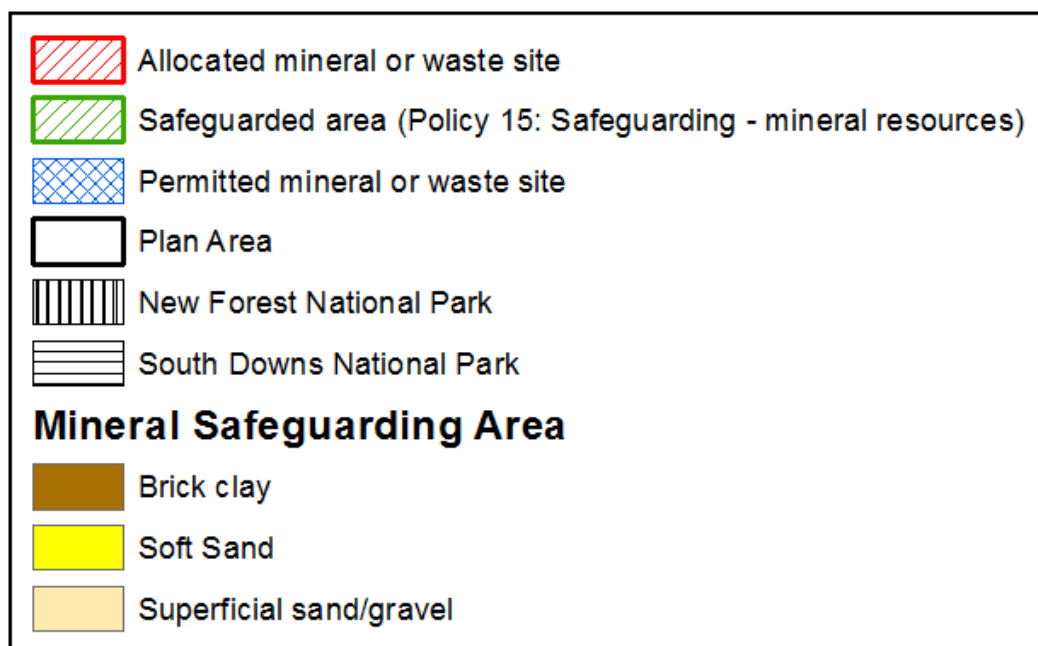 Allocated mineral or waste site
Safeguarded area (Policy 15: Safeguarding - mineral resources)
Permitted mineral or waste site
Plan Area
New Forest National Park
South Downs National Park
Mineral Safeguarding Area
Brick clay
Soft Sand
Superficial sand/gravel